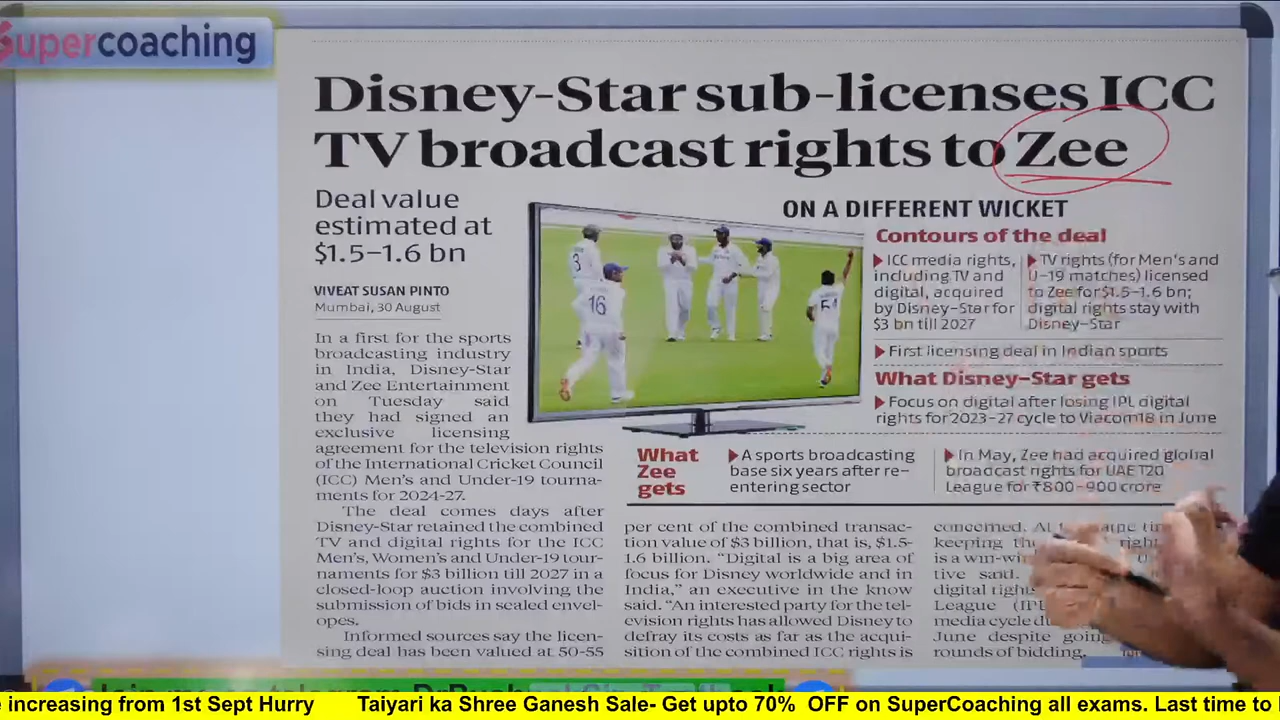 Supercoaching
Disney-Star sub-licenses ICC
TV broadcast rights to Zee
Deal value
estimated at
$1.5–1.6 bn
VIVEAT SUSAN PINTO
Mumbai, 30 August
In a first for the sports
broadcasting industry
in India, Disney-Star
and Zee Entertainment
on Tuesday said
they had signed an
exclusive licensing
agreement for the television rights
of the International Cricket Council
(ICC) Men's and Under-19 tourna-
ments for 2024-27.
The deal comes days after
Disney-Star retained the combined
TV and digital rights for the ICC
Men's, Women's and Under-19 tour-
naments for $3 billion till 2027 in a
closed-loop auction involving the
submission of bids in sealed envel-
opes.
Informed sources say the licen-
sing deal has been valued at 50-55
3
16
54
ON A DIFFERENT WICKET
Contours of the deal
ICC media rights,
including TV and
digital, acquired
by Disney–Star for
$3 bn till 2027
TV rights (for Men's and
U–19 matches) licensed
to Zee for $1.5–1.6 bn;
digital rights stay with
Disney–Star
First licensing deal in Indian sports
What Disney–Star gets
Focus on digital after losing IPL digital
rights for 2023–27 cycle to Viacom18 in June
What
Zee
gets
A sports broadcasting
base six years after re–
entering sector
In May, Zee had acquired global
broadcast rights for UAE T20
League for ₹800–900 crore
per cent of the combined transac-
tion value of $3 billion, that is, $1.5-
1.6 billion. "Digital is a big area of
focus for Disney worldwide and in
India," an executive in the know
said. "An interested party for the tel-
evision rights has allowed Disney to
defray its costs as far as the acqui-
sition of the combined ICC rights is
concerned. At
keeping
is a win-
tive said.
digital
League
media cycle
June despite going
rounds of bidding.
increasing from 1st Sept Hurry Taiyari ka Shree Ganesh Sale- Get upto 70% OFF on SuperCoaching all exams. Last time to